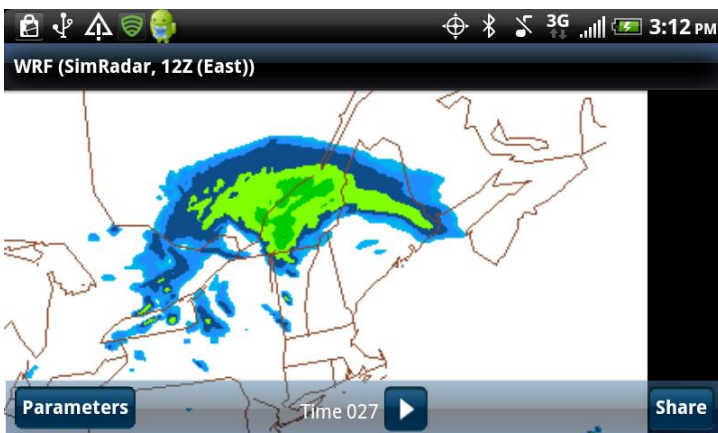 3G 3:12 PM
WRF (SimRadar, 12Z (East))
Parameters Time 027 Share